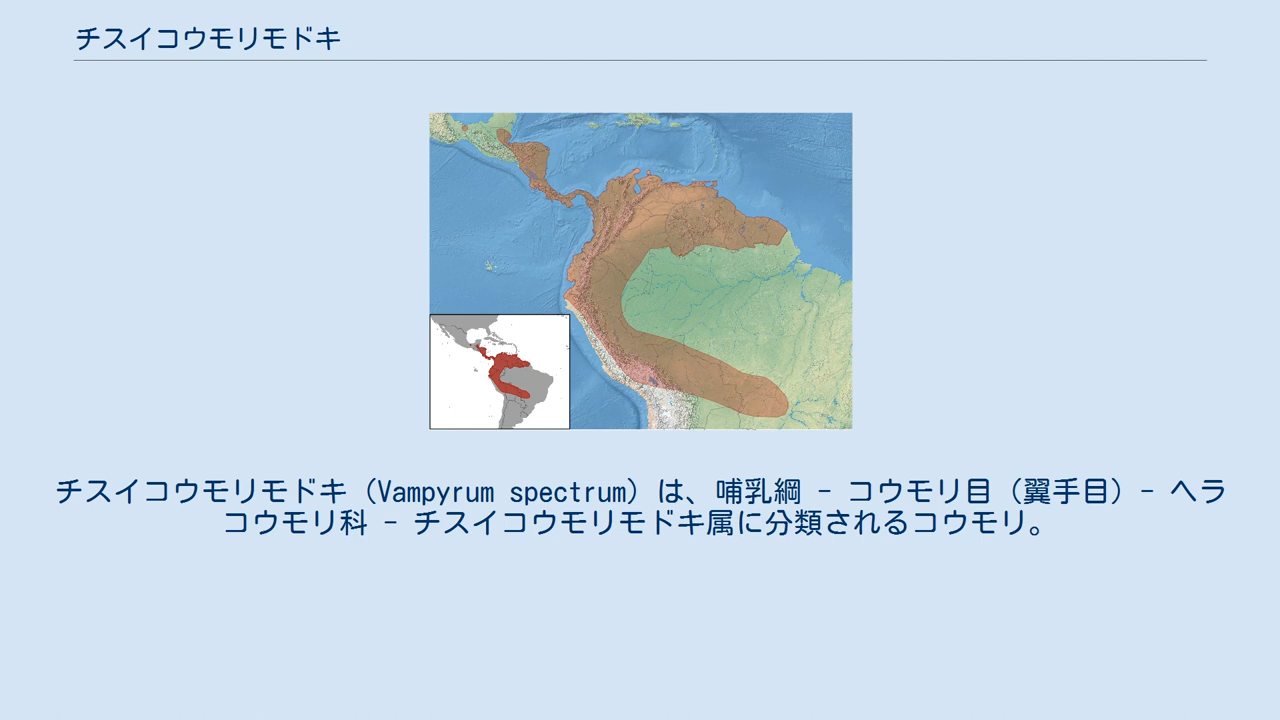 チスイコウモリモドキ
チスイコウモリモドキ（Vampyrum spectrum）は、哺乳綱 - コウモリ目（翼手目）- ヘラ
コウモリ科 - チスイコウモリモドキ属に分類されるコウモリ。